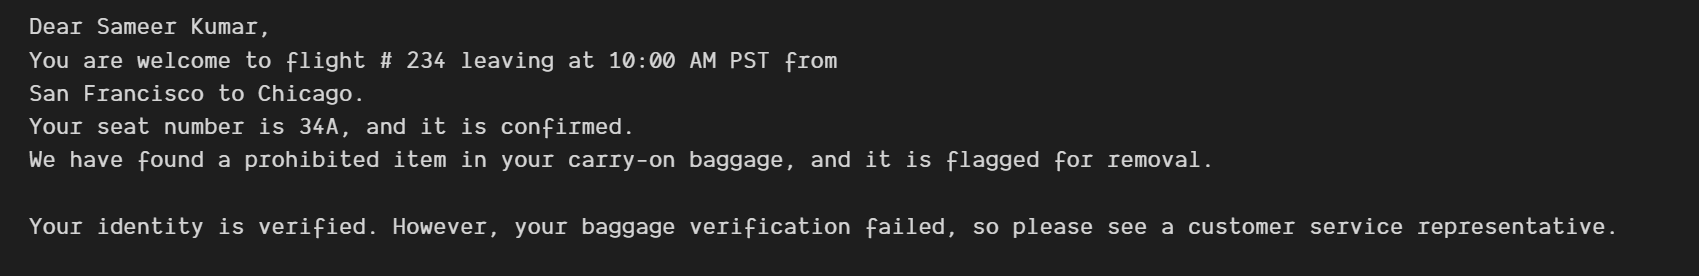 Dear Sameer Kumar,
You are welcome to flight # 234 leaving at 10:00 AM PST from
San Francisco to Chicago.
Your seat number is 34A, and it is confirmed.
We have found a prohibited item in your carry-on baggage, and it is flagged for removal.
Your identity is verified. However, your baggage verification failed, so please see a customer service representative.